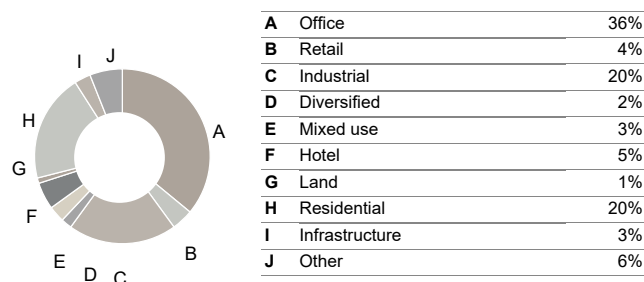 A
B
C
D
E
F
G
H
I
J
A Office 36%
B Retail 4%
C Industrial 20%
D Diversified 2%
E Mixed use 3%
F Hotel 5%
G Land 1%
H Residential 20%
I Infrastructure 3%
J Other 6%